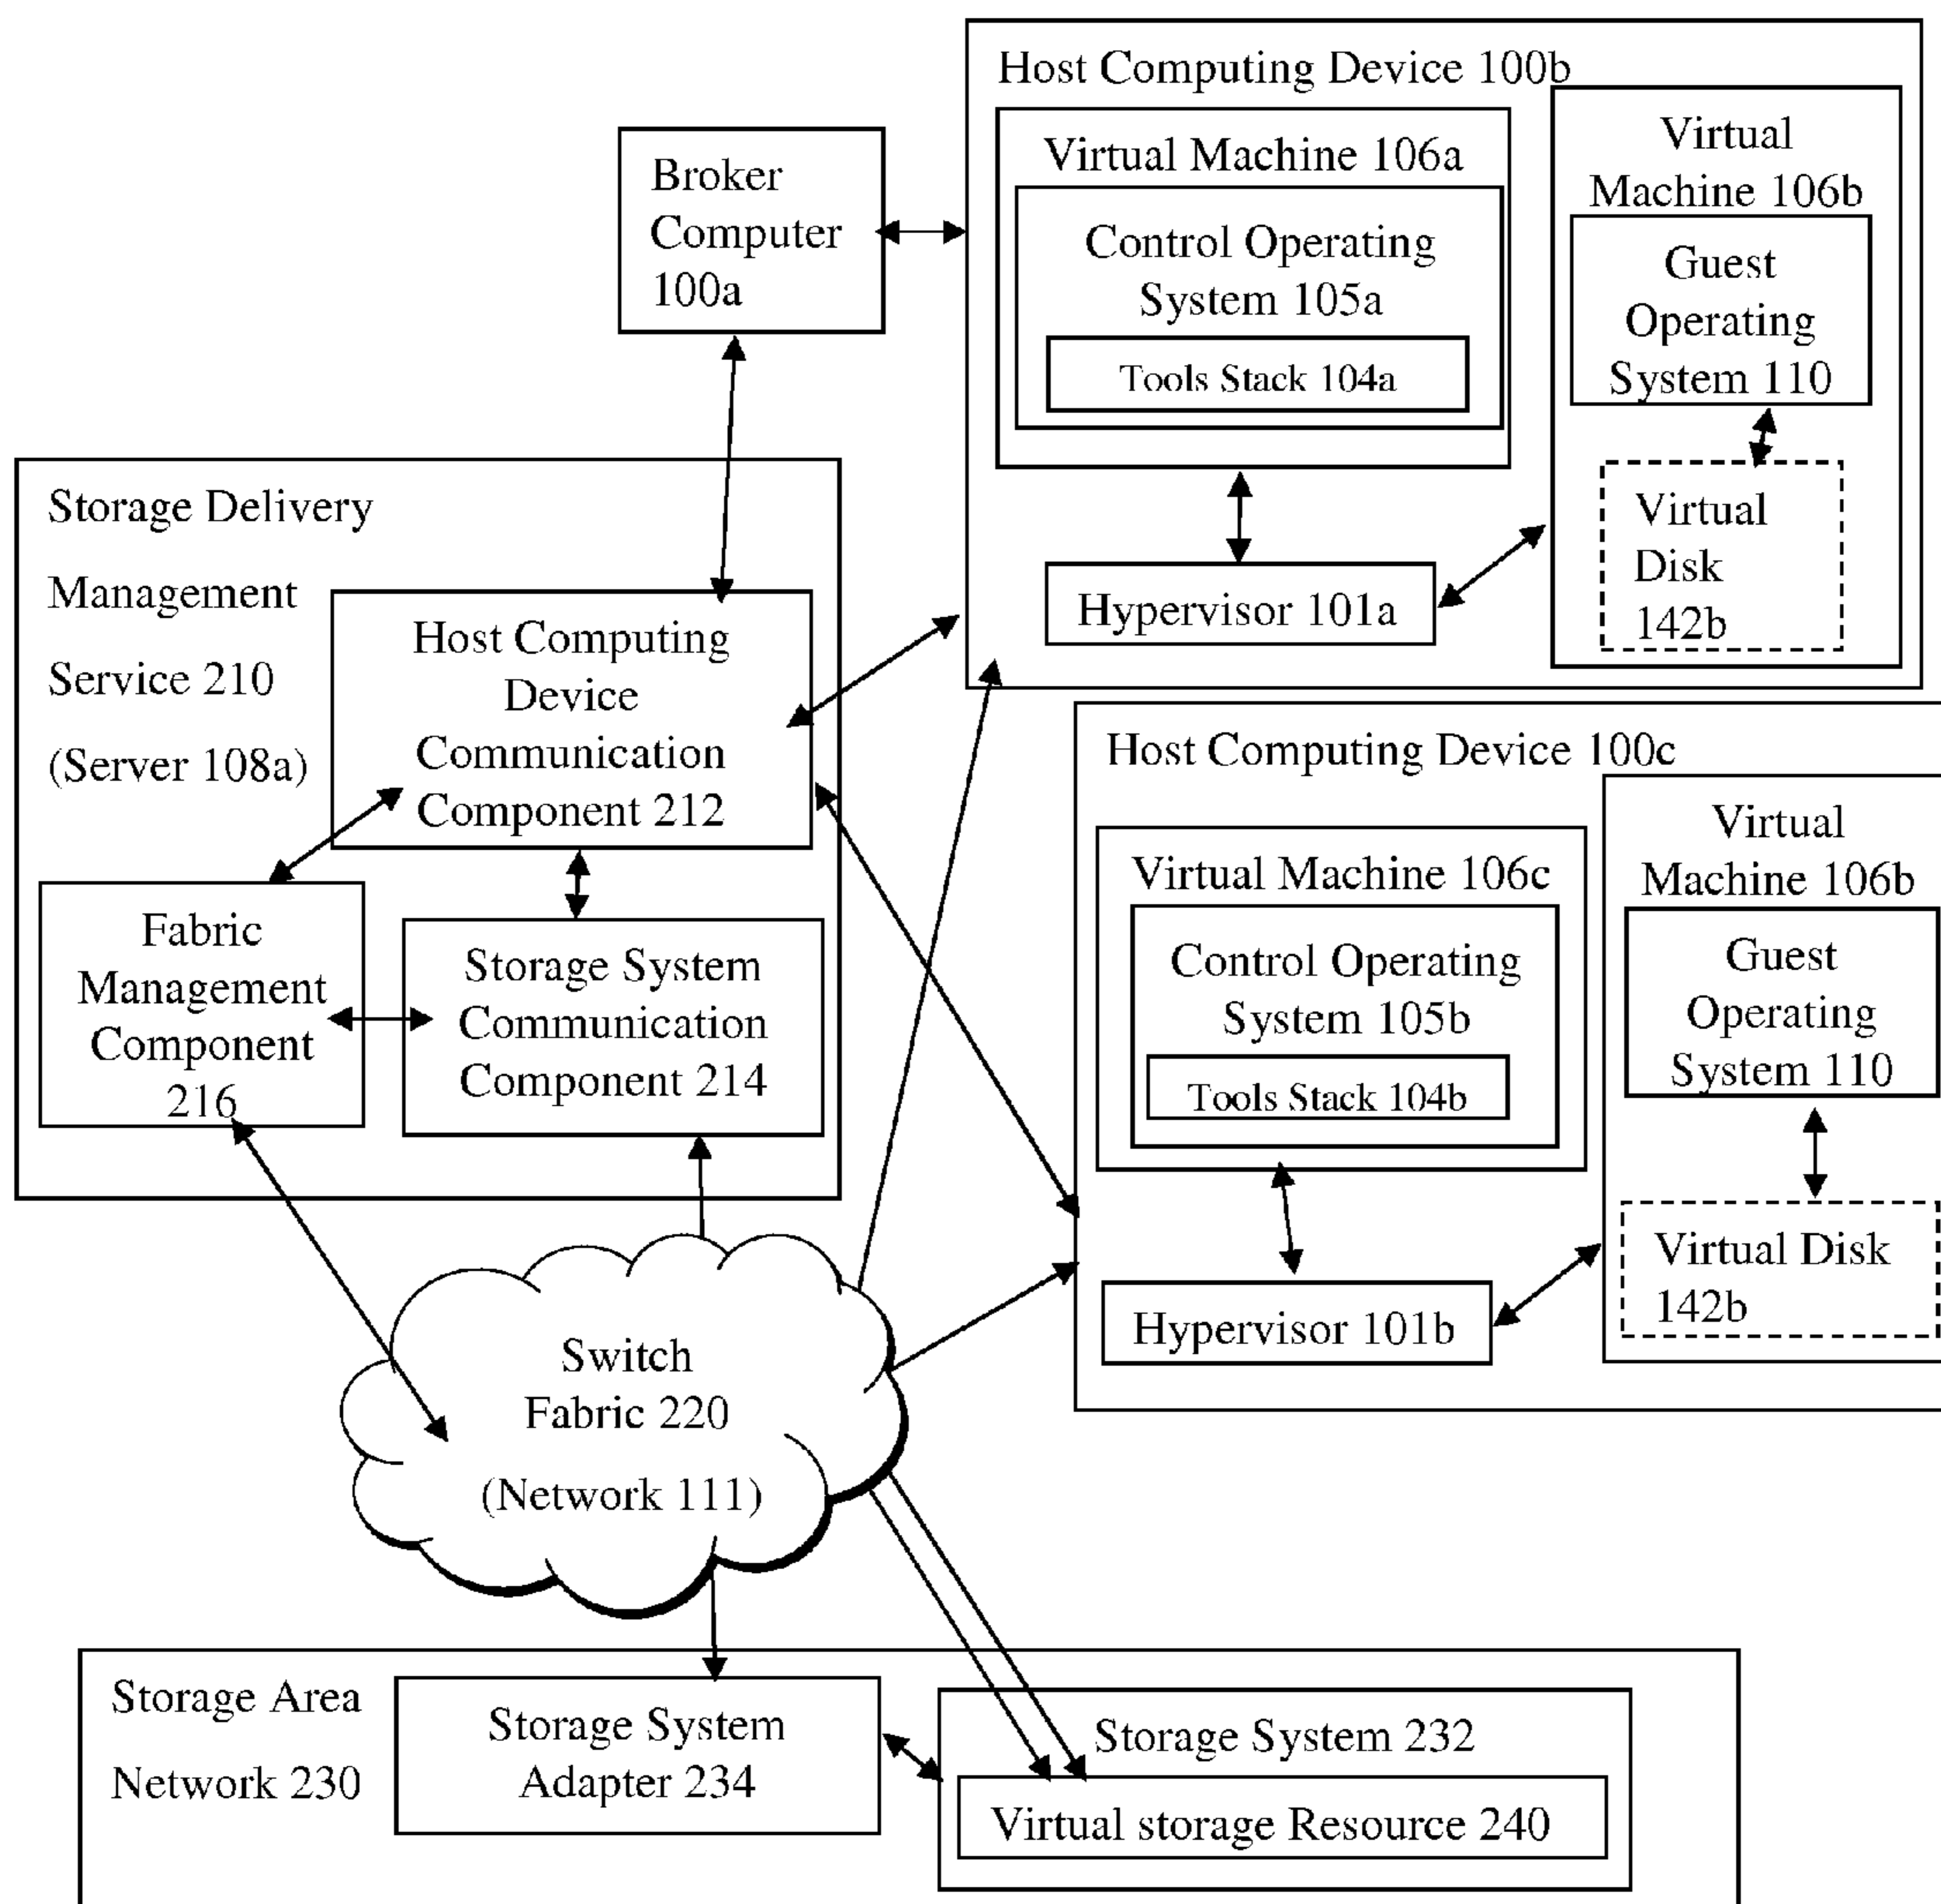 Host Computing Device 100b
Virtual Machine 106a
Control Operating
System 105a
Tools Stack 104a
Hypervisor 101a
Virtual
Machine 106b
Guest
Operating
System 110
Virtual
Disk
142b
Broker
Computer
100a
Storage Delivery
Management
Service 210
(Server 108a)
Host Computing
Device
Communication
Component 212
Fabric
Management
Component
216
Storage System
Communication
Component 214
Host Computing Device 100c
Virtual Machine 106c
Control Operating
System 105b
Tools Stack 104b
Hypervisor 101b
Virtual
Machine 106b
Guest
Operating
System 110
Virtual Disk
142b
Switch
Fabric 220
(Network 111)
Storage Area
Network 230
Storage System
Adapter 234
Storage System 232
Virtual storage Resource 240